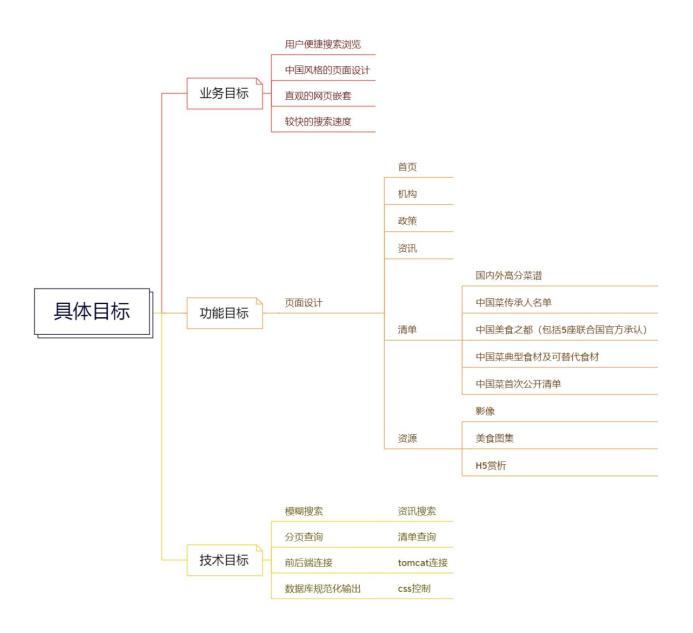 具体目标
业务目标
用户便捷搜索浏览
中国风格的页面设计
直观的网页嵌套
较快的搜索速度
功能目标
页面设计
首页
机构
政策
资讯
清单
国内外高分菜谱
中国菜传承人名单
中国美食之都（包括5座联合国官方承认）
中国菜典型食材及可替代食材
中国菜首次公开清单
资源
影像
美食图集
H5赏析
技术目标
模糊搜索 资讯搜索
分页查询 清单查询
前后端连接 tomcat连接
数据库规范化输出 css控制